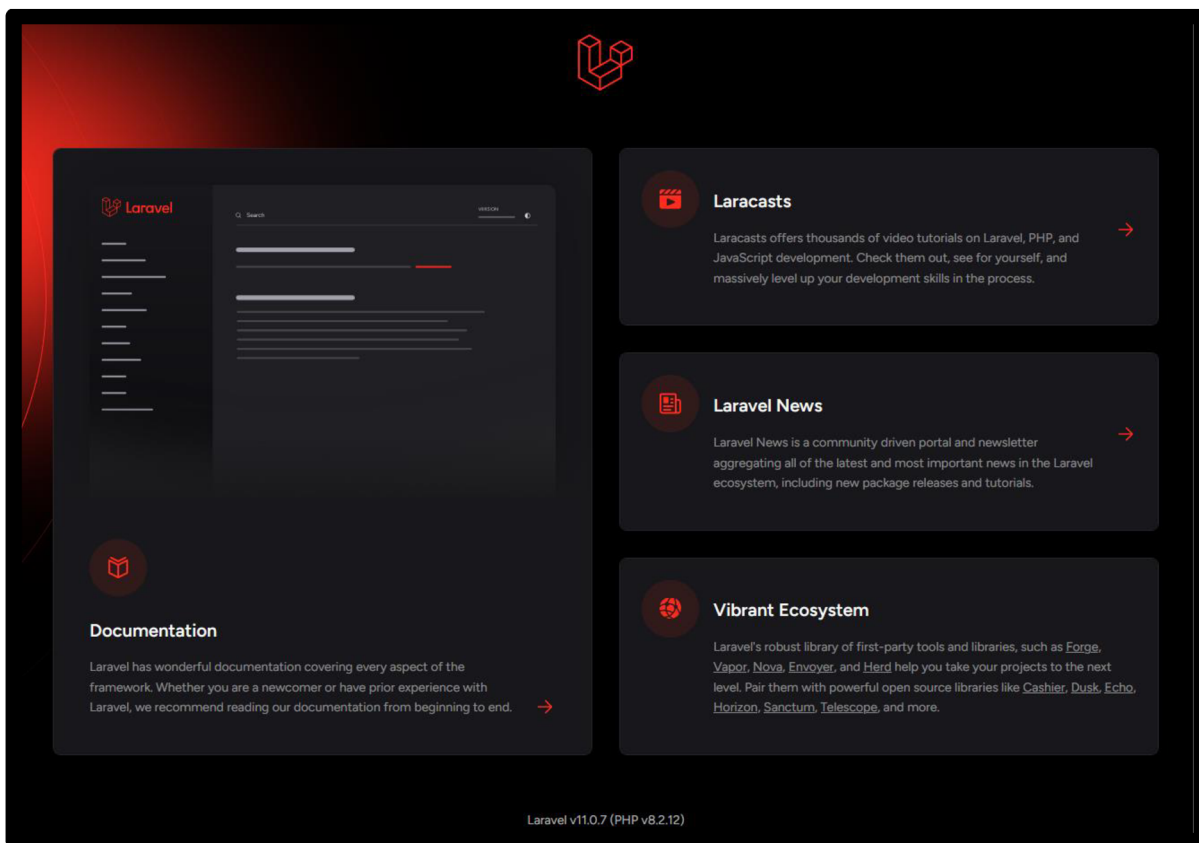 Laravel
Search
VERSION
Documentation
Laravel has wonderful documentation covering every aspect of the
framework. Whether you are a newcomer or have prior experience with
Laravel, we recommend reading our documentation from beginning to end.
Laracasts
Laracasts offers thousands of video tutorials on Laravel, PHP, and
JavaScript development. Check them out, see for yourself, and
massively level up your development skills in the process.
Laravel News
Laravel News is a community driven portal and newsletter
aggregating all of the latest and most important news in the Laravel
ecosystem, including new package releases and tutorials.
Vibrant Ecosystem
Laravel's robust library of first-party tools and libraries, such as Forge,
Vapor, Nova, Envoyer, and Herd help you take your projects to the next
level. Pair them with powerful open source libraries like Cashier, Dusk, Echo,
Horizon, Sanctum, Telescope, and more.
Laravel v11.0.7 (PHP v8.2.12)